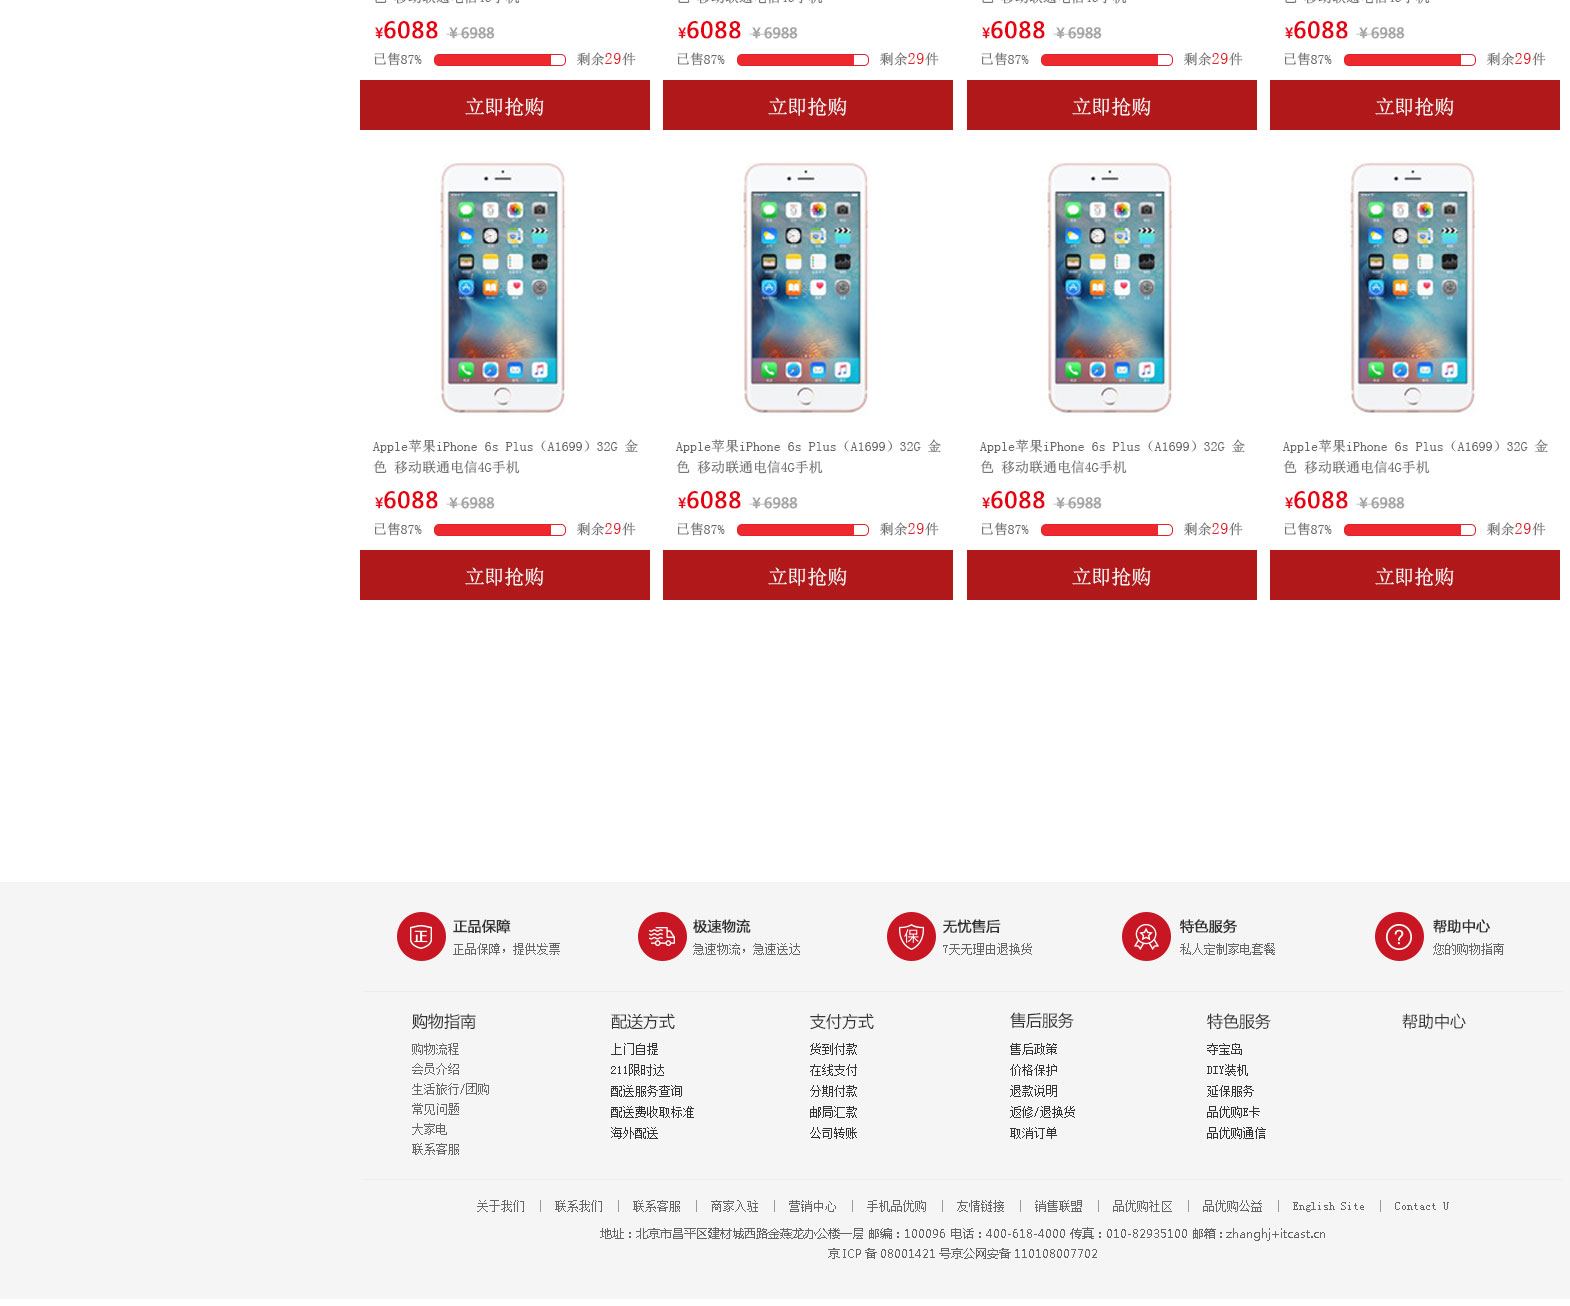 ¥6088 ￥6988 ¥6088 ￥6988 ¥6088 ￥6988 ¥6088 ￥6988
已售87% 剩余29件 已售87% 剩余29件 已售87% 剩余29件 已售87% 剩余29件
立即抢购 立即抢购 立即抢购 立即抢购
Apple苹果iPhone 6s Plus（A1699）32G 金 Apple苹果iPhone 6s Plus（A1699）32G 金 Apple苹果iPhone 6s Plus（A1699）32G 金 Apple苹果iPhone 6s Plus（A1699）32G 金
色 移动联通电信4G手机 色 移动联通电信4G手机 色 移动联通电信4G手机 色 移动联通电信4G手机
¥6088 ￥6988 ¥6088 ￥6988 ¥6088 ￥6988 ¥6088 ￥6988
已售87% 剩余29件 已售87% 剩余29件 已售87% 剩余29件 已售87% 剩余29件
立即抢购 立即抢购 立即抢购 立即抢购
正 正品保障 极速物流 保 无忧售后 特色服务 ? 帮助中心
正品保障，提供发票 急速物流，急速送达 7天无理由退换货 私人定制家电套餐 您的购物指南
购物指南 配送方式 支付方式 售后服务 特色服务 帮助中心
购物流程 上门自提 货到付款 售后政策 夺宝岛
会员介绍 211限时达 在线支付 价格保护 DIY装机
生活旅行/团购 配送服务查询 分期付款 退款说明 延保服务
常见问题 配送费收取标准 邮局汇款 返修/退换货 品优购E卡
大家电 海外配送 公司转账 取消订单 品优购通信
联系客服
关于我们 | 联系我们 | 联系客服 | 商家入驻 | 营销中心 | 手机品优购 | 友情链接 | 销售联盟 | 品优购社区 | 品优购公益 | English Site | Contact U
地址：北京市昌平区建材城西路金燕龙办公楼一层 邮编：100096 电话：400-618-4000 传真：010-82935100 邮箱：zhanghj+itcast.cn
京ICP备08001421号京公网安备110108007702